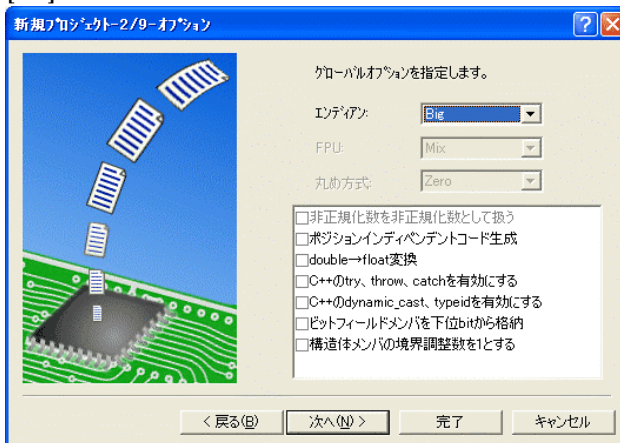 新規ﾌﾟﾛｼﾞｪｸﾄ-2/9-ｵﾌﾟｼｮﾝ
ｸﾞﾛｰﾊﾞﾙｵﾌﾟｼｮﾝを指定します。
ｴﾝﾃﾞｨｱﾝ: Big
FPU: Mix
丸め方式: Zero
非正規化数を非正規化数として扱う
ポジションインディペンデントコード生成
double→float変換
C++のtry、throw、catchを有効にする
C++のdynamic_cast、typeidを有効にする
ビットフィールドメンバを下位bitから格納
構造体メンバの境界調整数を1とする
< 戻る(B) 次へ(N) > 完了 キャンセル